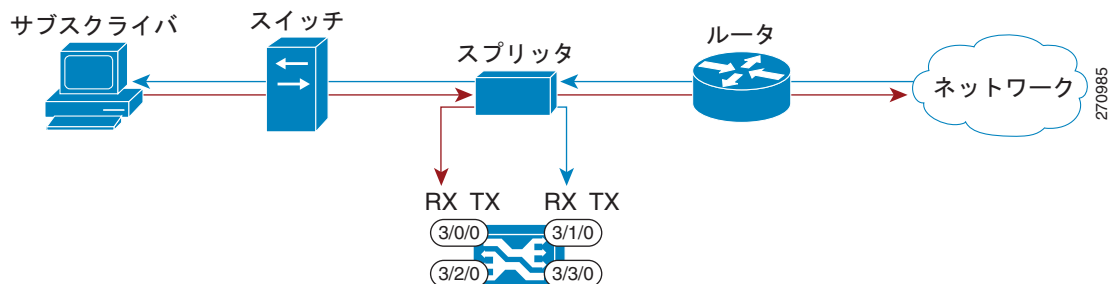 サブスクライバ
スイッチ
スプリッタ
ルータ
ネットワーク
270985
RX TX
RX TX
3/0/0
3/1/0
3/2/0
3/3/0